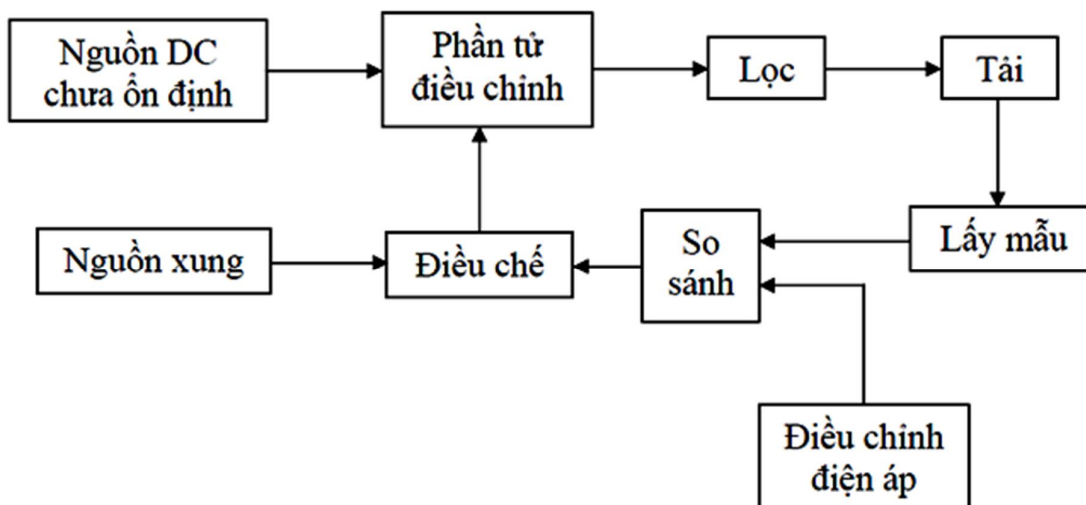 Nguồn DC
chưa ổn định
Phần tử
điều chỉnh
Lọc
Tải
Nguồn xung
Điều chế
So
sánh
Lấy mẫu
Điều chỉnh
điện áp